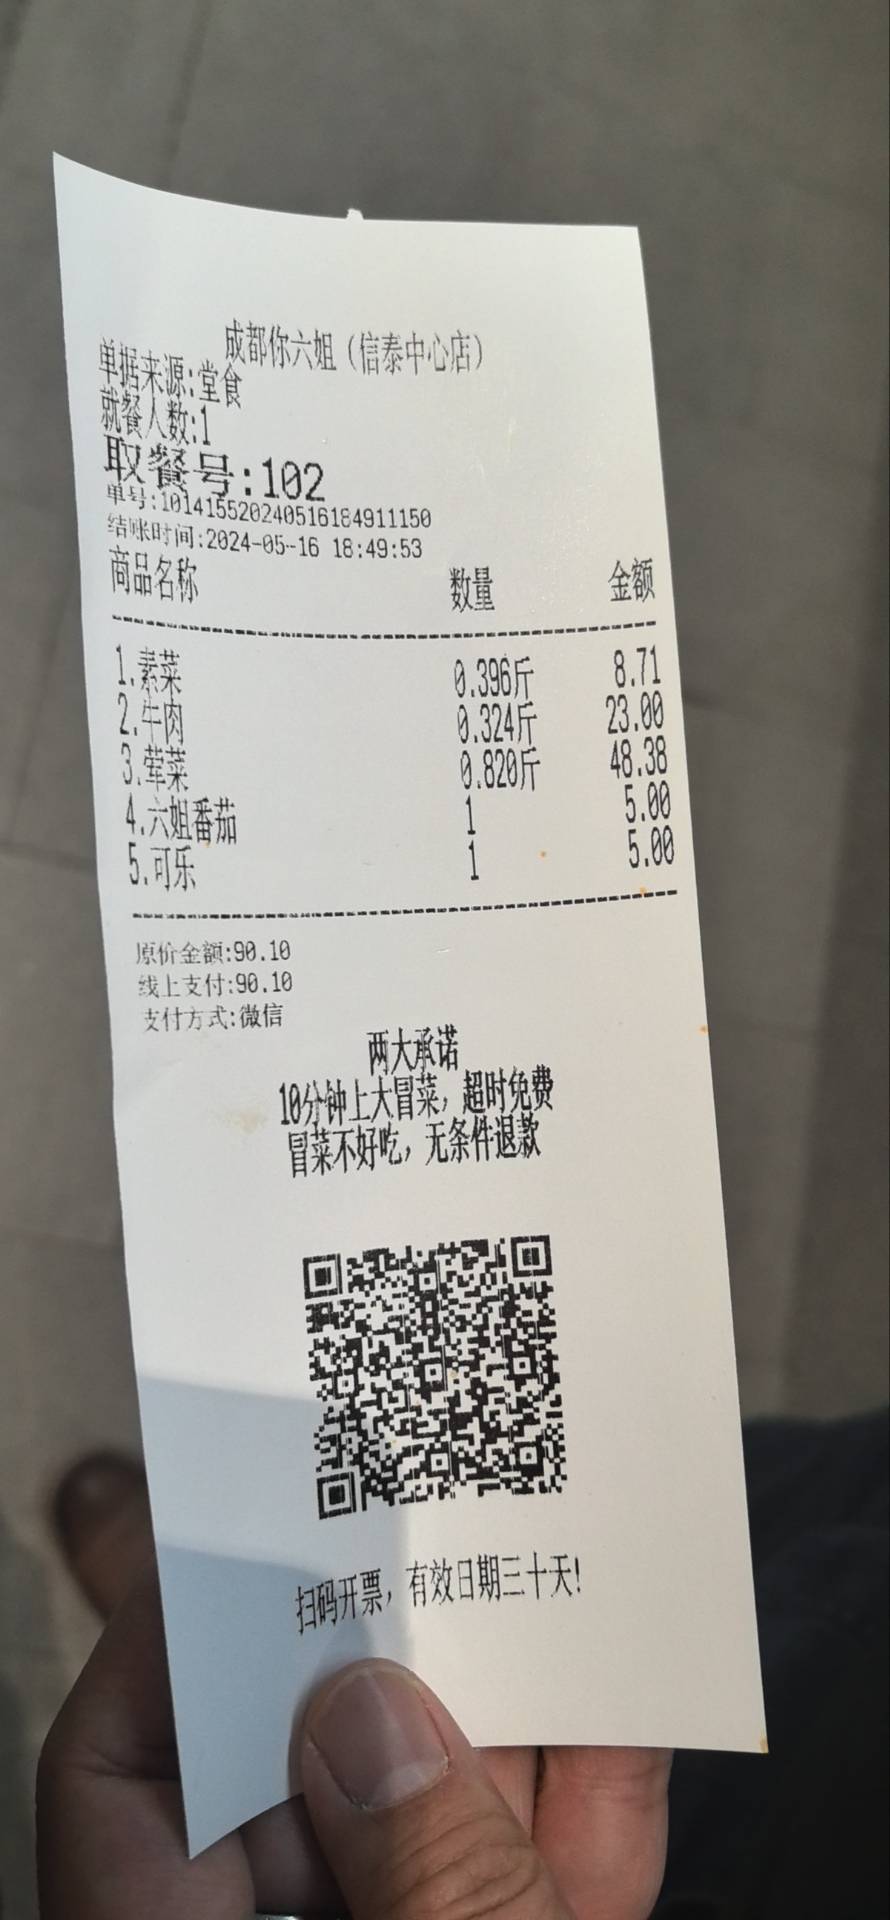 成都你六姐（信泰中心店）
单据来源:堂食
就餐人数:1
取餐号:102
单号:101415520240516184911150
结账时间:2024-05-16 18:49:53
商品名称 数量 金额
1.素菜 0.396斤 8.71
2.牛肉 0.324斤 23.00
3.荤菜 0.820斤 48.38
4.六姐番茄 1 5.00
5.可乐 1 5.00
原价金额:90.10
线上支付:90.10
支付方式:微信
两大承诺
10分钟上大冒菜，超时免费
冒菜不好吃，无条件退款
扫码开票，有效日期三十天!